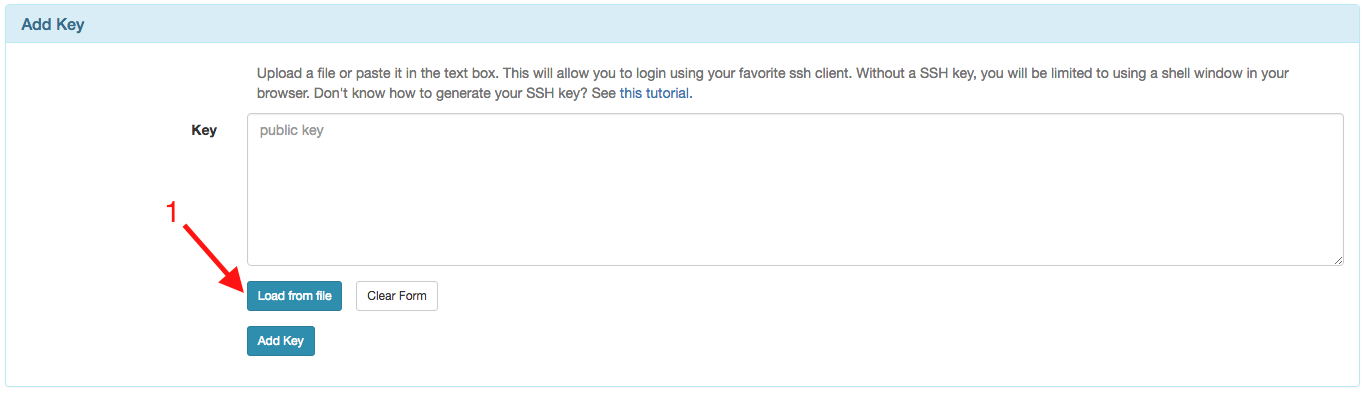 Add Key
Upload a file or paste it in the text box. This will allow you to login using your favorite ssh client. Without a SSH key, you will be limited to using a shell window in your
browser. Don't know how to generate your SSH key? See this tutorial.
Key
public key
1
Load from file
Clear Form
Add Key